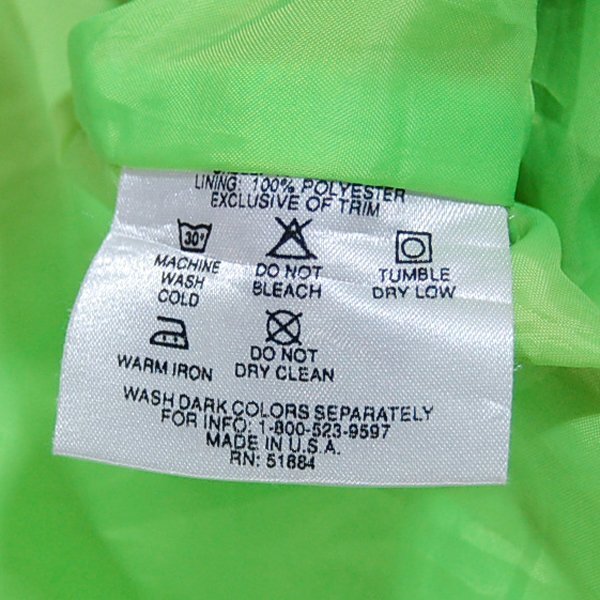 LINING: 100% POLYESTER
EXCLUSIVE OF TRIM
30°
MACHINE
WASH
COLD
DO NOT
BLEACH
TUMBLE
DRY LOW
WARM IRON
DO NOT
DRY CLEAN
WASH DARK COLORS SEPARATELY
FOR INFO: 1-800-523-9597
MADE IN U.S.A.
RN: 51884